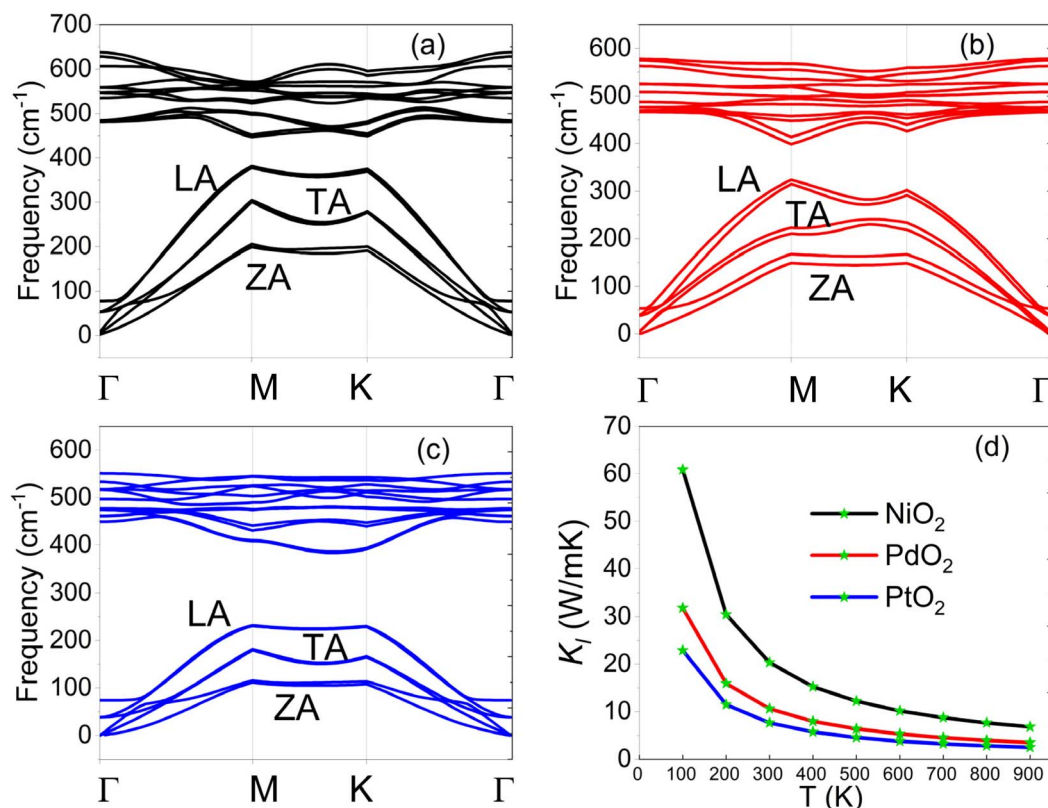 (a)
Frequency (cm⁻¹)
700
600
500
400
300
200
100
0
LA
TA
ZA
Γ M K Γ
(b)
Frequency (cm⁻¹)
600
500
400
300
200
100
0
LA
TA
ZA
Γ M K Γ
(c)
Frequency (cm⁻¹)
600
500
400
300
200
100
0
LA
TA
ZA
Γ M K Γ
(d)
K_l (W/mK)
70
60
50
40
30
20
10
0
NiO₂
PdO₂
PtO₂
0 100 200 300 400 500 600 700 800 900
T (K)